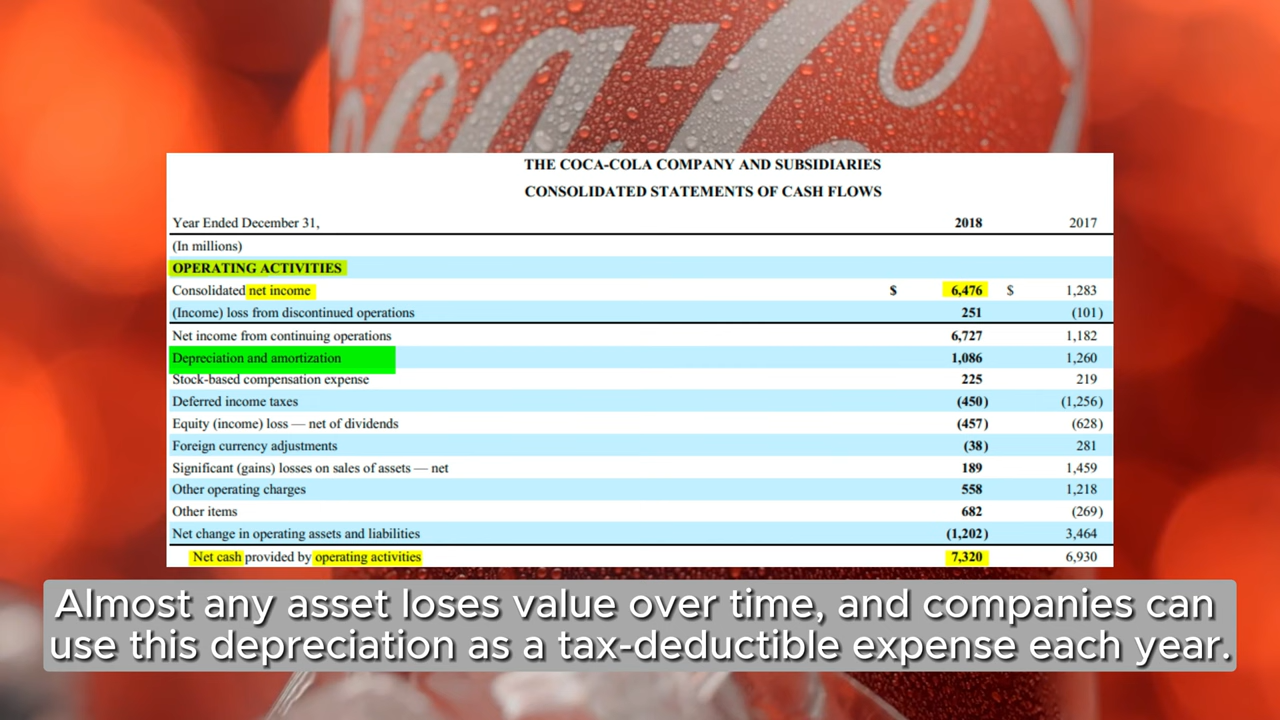 THE COCA-COLA COMPANY AND SUBSIDIARIES
CONSOLIDATED STATEMENTS OF CASH FLOWS
Year Ended December 31, 2018 2017
(In millions)
OPERATING ACTIVITIES
Consolidated net income $ 6,476 $ 1,283
(Income) loss from discontinued operations 251 (101)
Net income from continuing operations 6,727 1,182
Depreciation and amortization 1,086 1,260
Stock-based compensation expense 225 219
Deferred income taxes (450) (1,256)
Equity (income) loss — net of dividends (457) (628)
Foreign currency adjustments (38) 281
Significant (gains) losses on sales of assets — net 189 1,459
Other operating charges 558 1,218
Other items 682 (269)
Net change in operating assets and liabilities (1,202) 3,464
Net cash provided by operating activities 7,320 6,930
Almost any asset loses value over time, and companies can
use this depreciation as a tax-deductible expense each year.